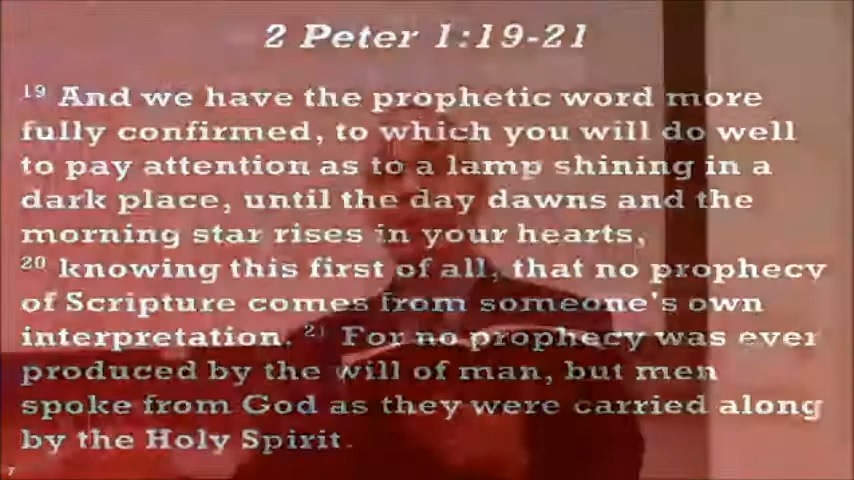 2 Peter 1:19-21
19 And we have the prophetic word more
fully confirmed, to which you will do well
to pay attention as to a lamp shining in a
dark place, until the day dawns and the
morning star rises in your hearts,
20 knowing this first of all, that no prophecy
of Scripture comes from someone's own
interpretation. 21 For no prophecy was ever
produced by the will of man, but men
spoke from God as they were carried along
by the Holy Spirit.
7